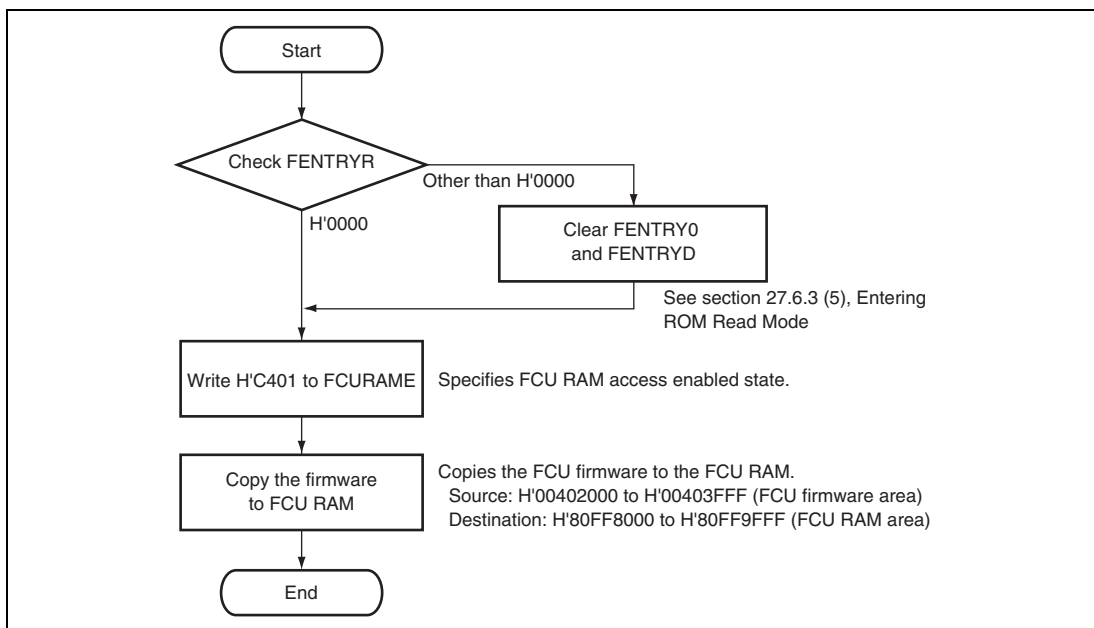 Start
Check FENTRYR
Other than H'0000
H'0000
Clear FENTRY0
and FENTRYD
See section 27.6.3 (5), Entering
ROM Read Mode
Write H'C401 to FCURAME
Specifies FCU RAM access enabled state.
Copy the firmware
to FCU RAM
Copies the FCU firmware to the FCU RAM.
Source: H'00402000 to H'00403FFF (FCU firmware area)
Destination: H'80FF8000 to H'80FF9FFF (FCU RAM area)
End